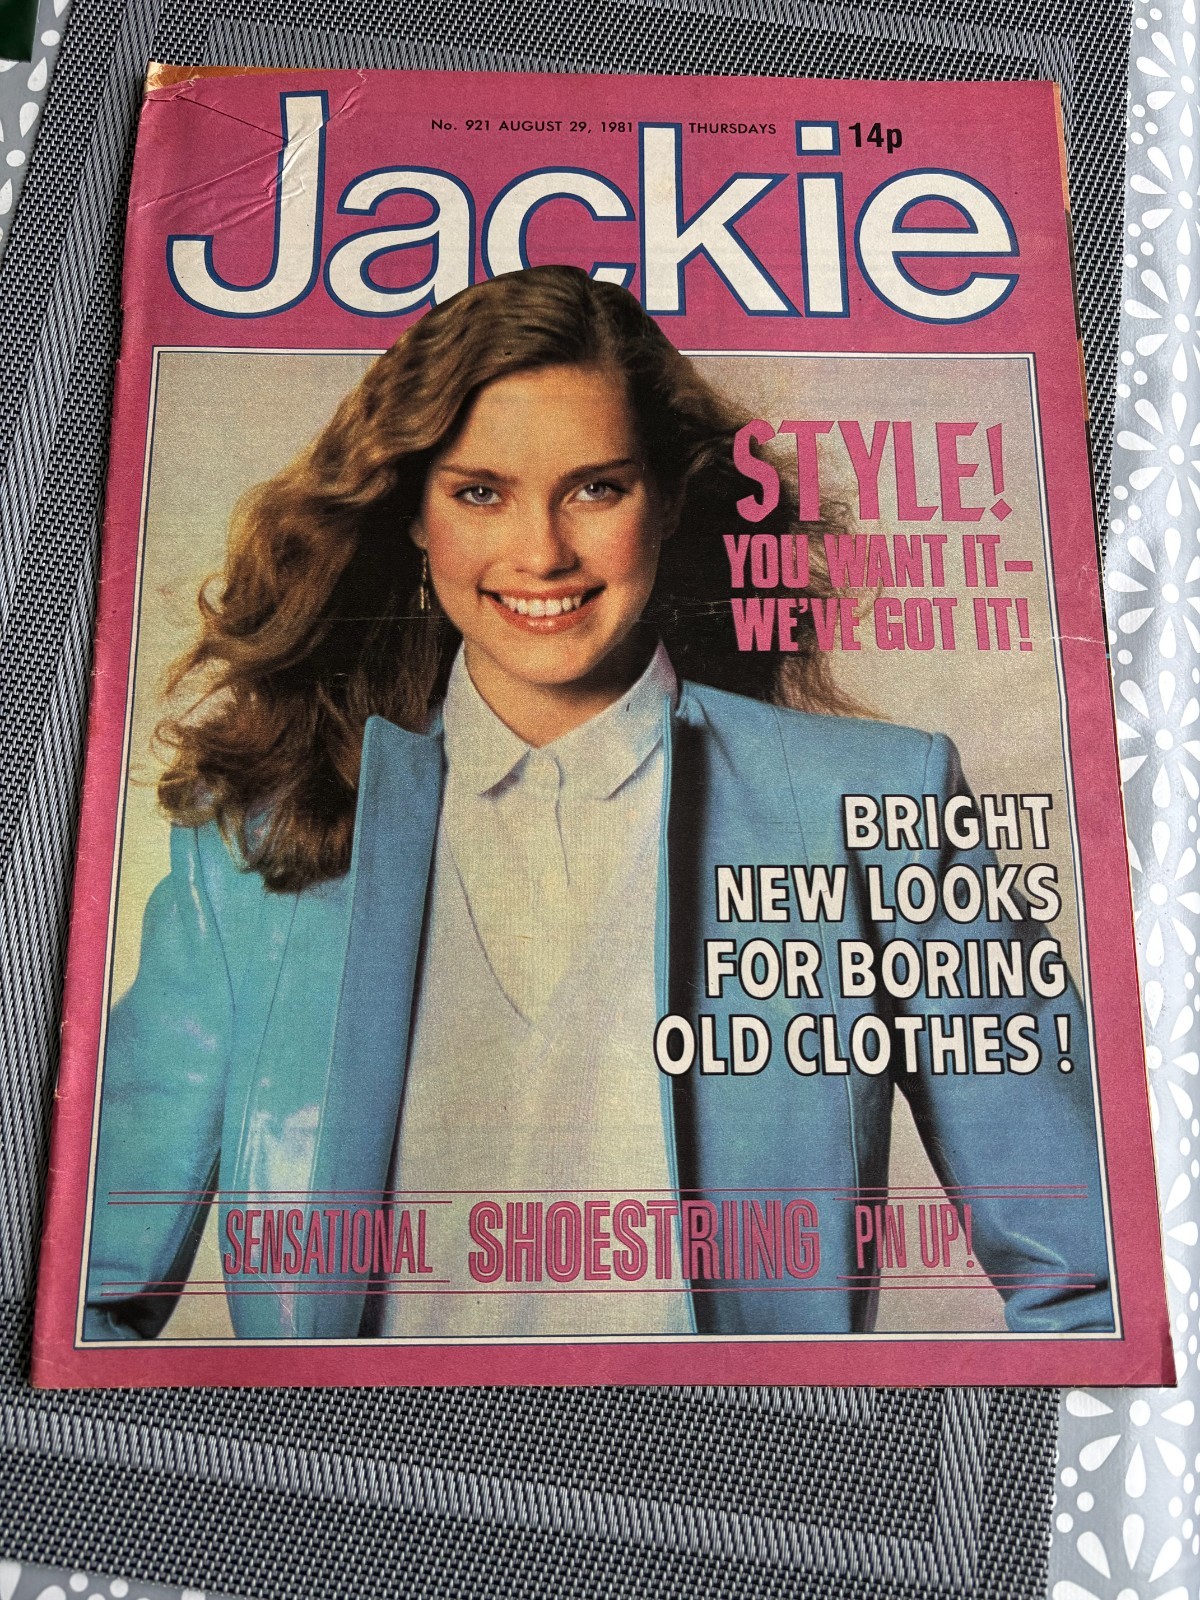 No. 921 AUGUST 29, 1981 THURSDAYS 14p
Jackie
STYLE!
YOU WANT IT–
WE'VE GOT IT!
BRIGHT
NEW LOOKS
FOR BORING
OLD CLOTHES!
SENSATIONAL SHOESTRING PIN UP!